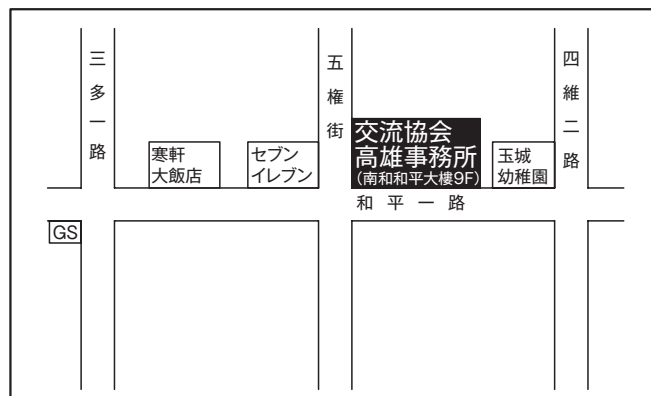 三多一路
五権街
四維二路
寒軒
大飯店
セブン
イレブン
交流協会
高雄事務所
(南和和平大樓9F)
玉城
幼稚園
和平一路
GS